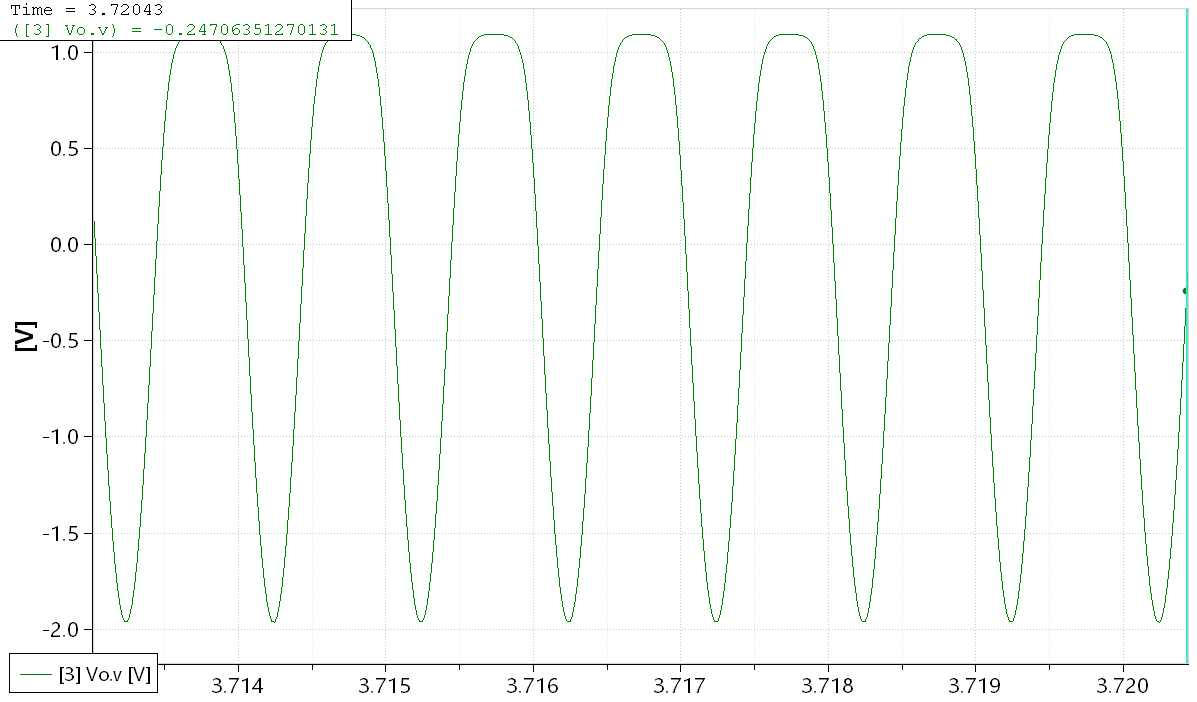 Time = 3.72043
([3] Vo.v) = -0.24706351270131
1.0
0.5
0.0
[V]
-0.5
-1.0
-1.5
-2.0
[3] Vo.v [V]
3.714 3.715 3.716 3.717 3.718 3.719 3.720